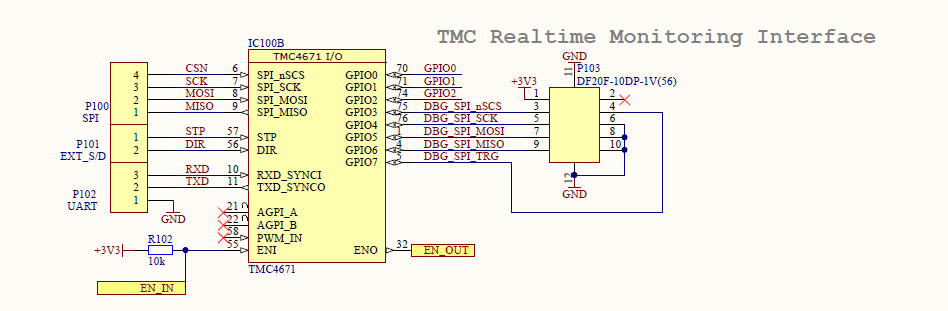 TMC Realtime Monitoring Interface
IC100B
TMC4671 I/O
GND
P103
DF20F-10DP-1V(56)
11
+3V3
4 CSN 6 SPI_nSCS GPIO0 70 GPIO0
3 SCK 7 SPI_SCK GPIO1 71 GPIO1
2 MOSI 8 SPI_MOSI GPIO2 74 GPIO2 1 2
1 MISO 9 SPI_MISO GPIO3 75 DBG_SPI_nSCS 3 4
P100
SPI
GPIO4 76 DBG_SPI_SCK 5 6
1 STP 57 STP GPIO5 1 DBG_SPI_MOSI 7 8
2 DIR 56 DIR GPIO6 4 DBG_SPI_MISO 9 10
P101
EXT_S/D
GPIO7 5 DBG_SPI_TRG
3 RXD 10 RXD_SYNCI
2 TXD 11 TXD_SYNCO
12
GND
P102
UART
1
GND
21 AGPI_A
22 AGPI_B
58 PWM_IN
+3V3 R102 55 ENI ENO 32 EN_OUT
10k
TMC4671
EN_IN